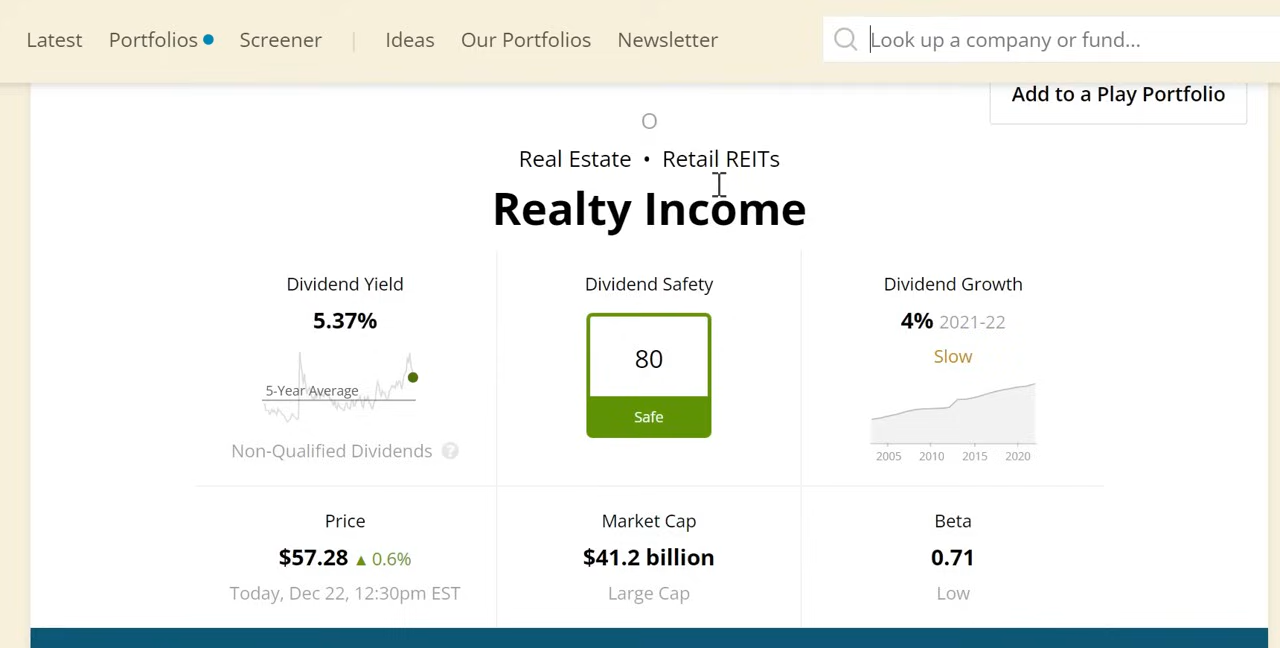 Latest Portfolios Screener | Ideas Our Portfolios Newsletter Look up a company or fund...
Add to a Play Portfolio
O
Real Estate • Retail REITs
Realty Income
Dividend Yield
5.37%
5-Year Average
Non-Qualified Dividends ?
Dividend Safety
80
Safe
Dividend Growth
4% 2021-22
Slow
2005 2010 2015 2020
Price
$57.28 ▲ 0.6%
Today, Dec 22, 12:30pm EST
Market Cap
$41.2 billion
Large Cap
Beta
0.71
Low